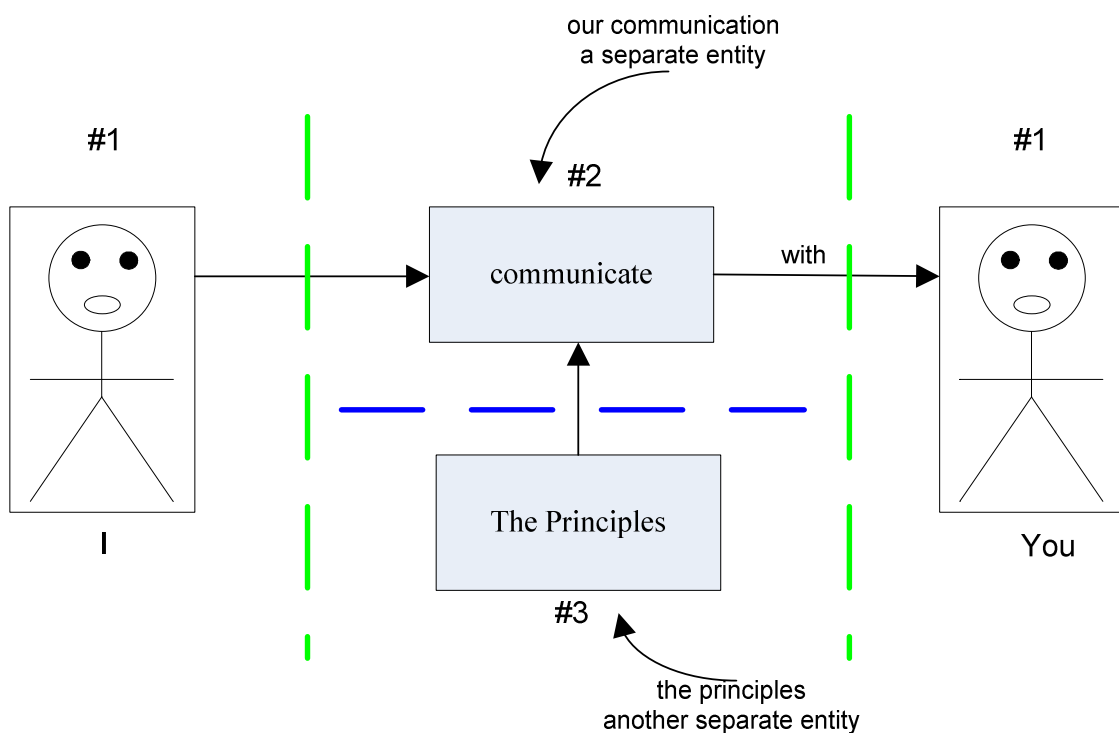 our communication
a separate entity
#1
#2
#1
communicate
with
The Principles
I
You
#3
the principles
another separate entity